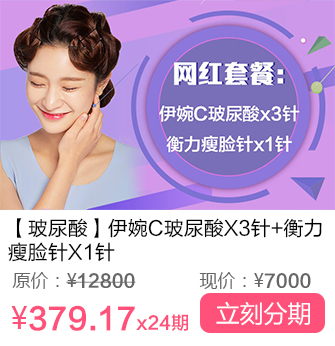 网红套餐：
伊婉C玻尿酸x3针
衡力瘦脸针x1针
【玻尿酸】伊婉C玻尿酸X3针+衡力
瘦脸针X1针
原价：¥12800 现价：¥7000
¥379.17x24期 立刻分期